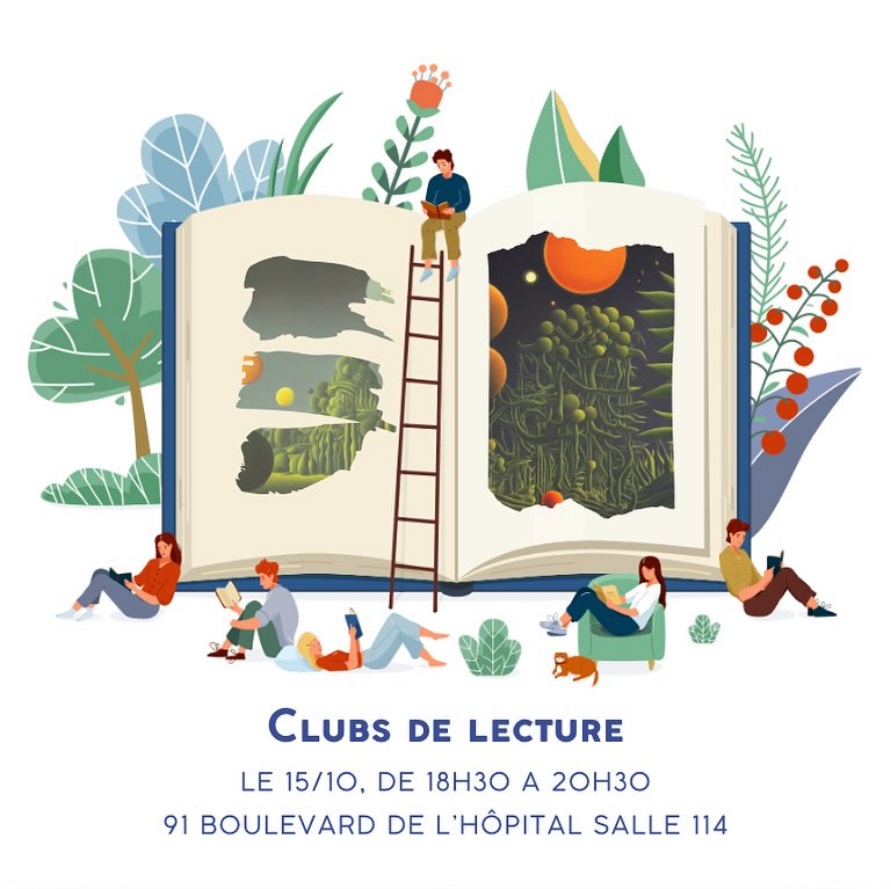 Clubs de lecture
LE 15/10, DE 18H30 A 20H30
91 BOULEVARD DE L'HÔPITAL SALLE 114